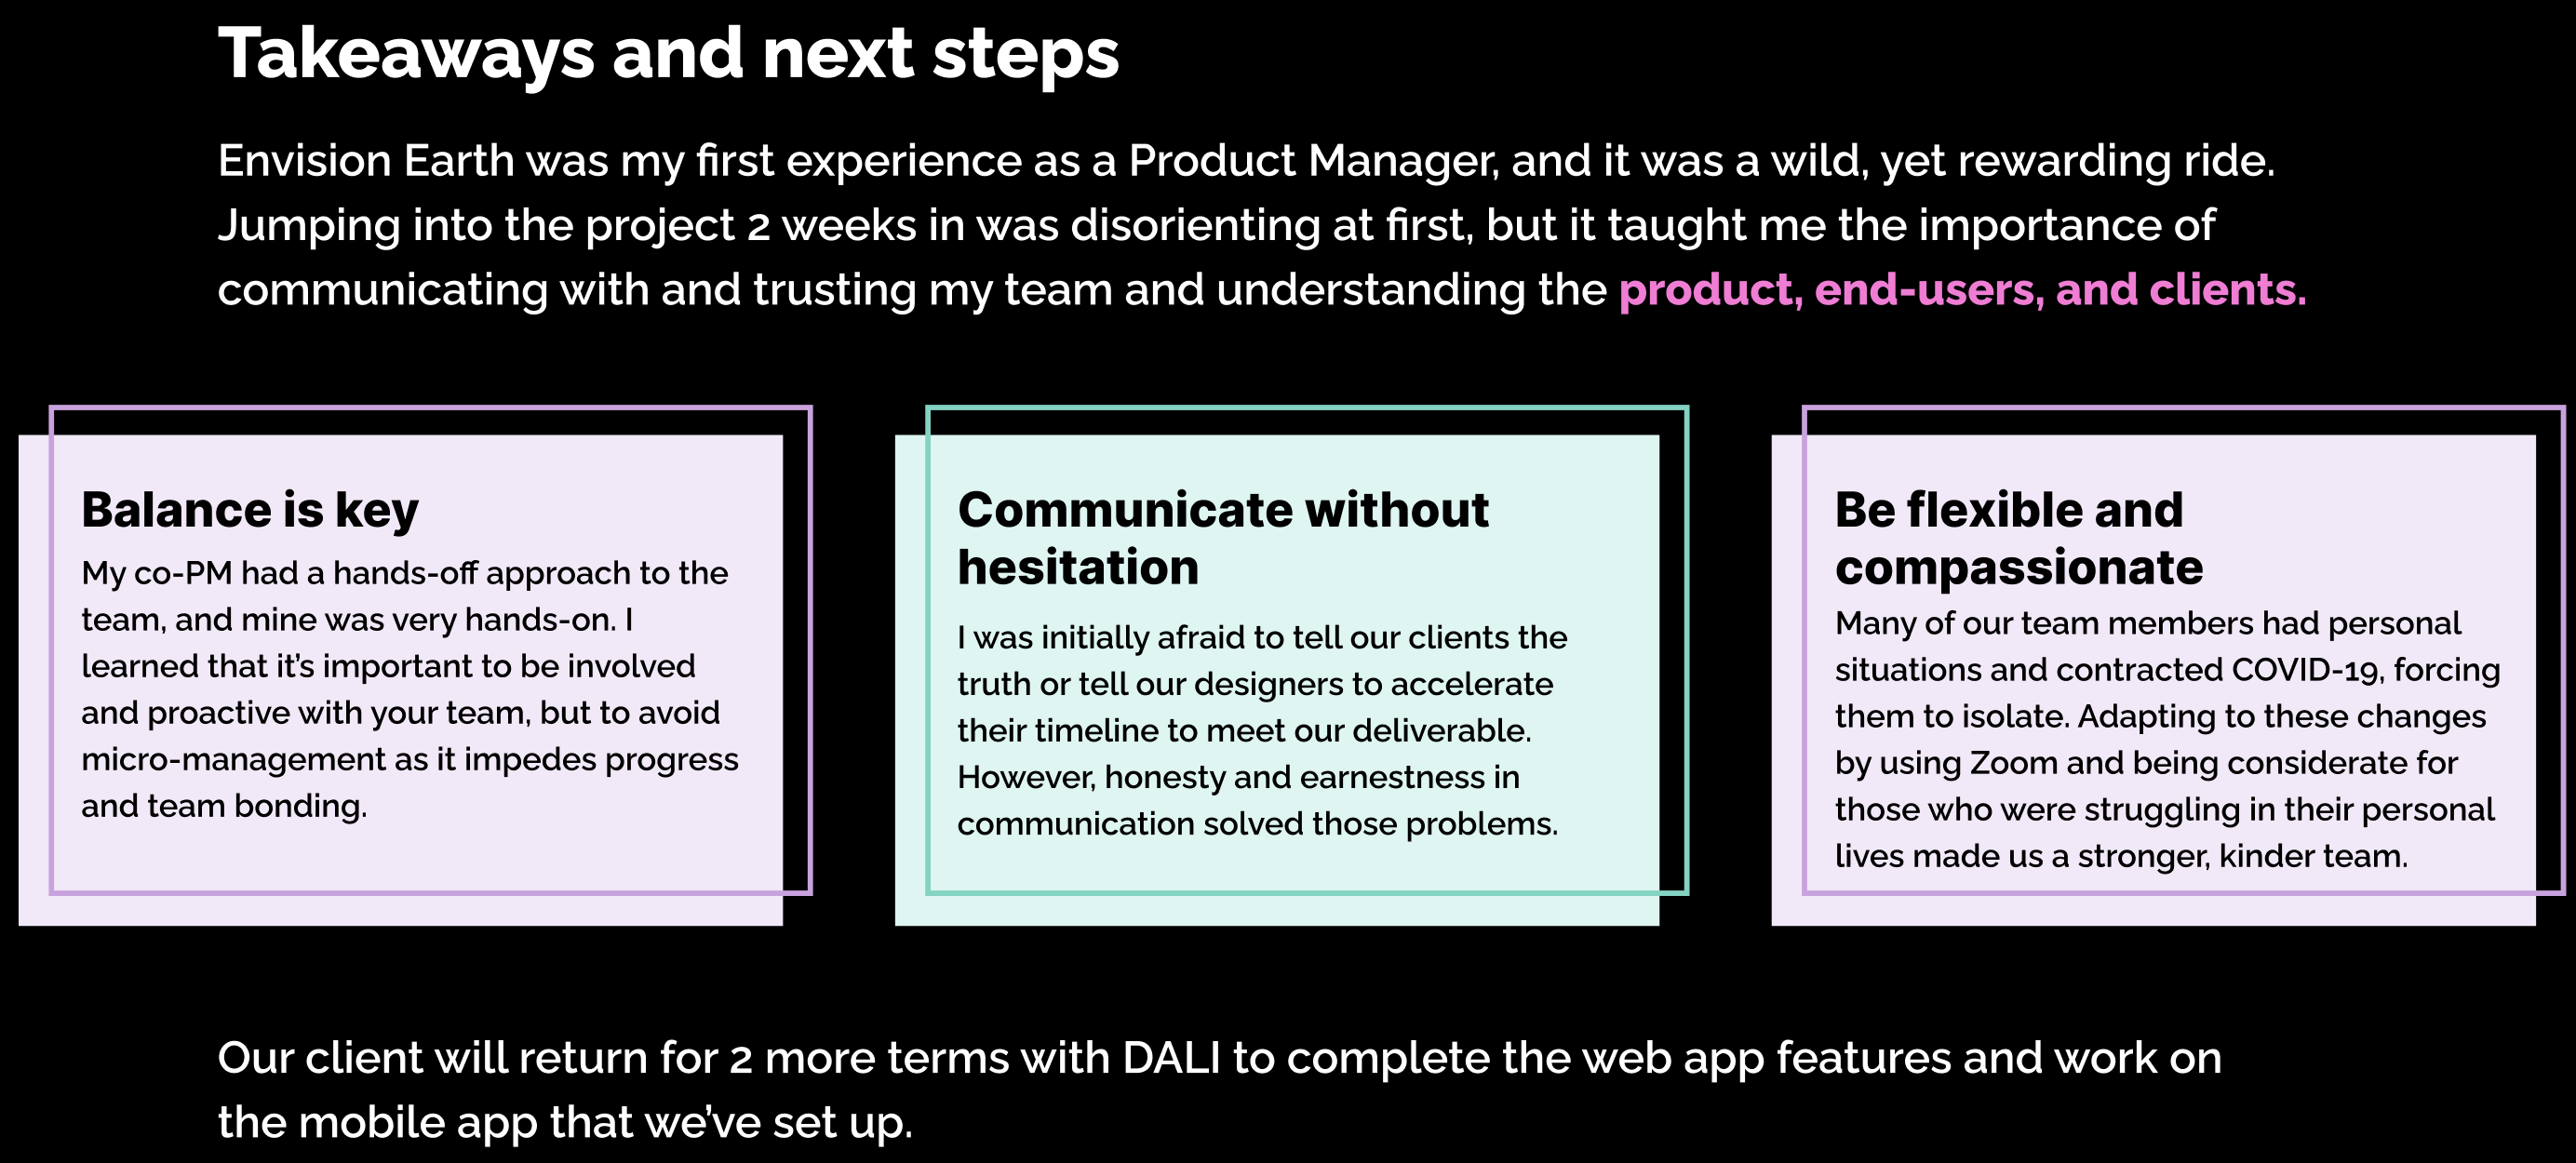 Takeaways and next steps
Envision Earth was my first experience as a Product Manager, and it was a wild, yet rewarding ride.
Jumping into the project 2 weeks in was disorienting at first, but it taught me the importance of
communicating with and trusting my team and understanding the product, end-users, and clients.
Balance is key
My co-PM had a hands-off approach to the
team, and mine was very hands-on. I
learned that it’s important to be involved
and proactive with your team, but to avoid
micro-management as it impedes progress
and team bonding.
Communicate without
hesitation
I was initially afraid to tell our clients the
truth or tell our designers to accelerate
their timeline to meet our deliverable.
However, honesty and earnestness in
communication solved those problems.
Be flexible and
compassionate
Many of our team members had personal
situations and contracted COVID-19, forcing
them to isolate. Adapting to these changes
by using Zoom and being considerate for
those who were struggling in their personal
lives made us a stronger, kinder team.
Our client will return for 2 more terms with DALI to complete the web app features and work on
the mobile app that we’ve set up.